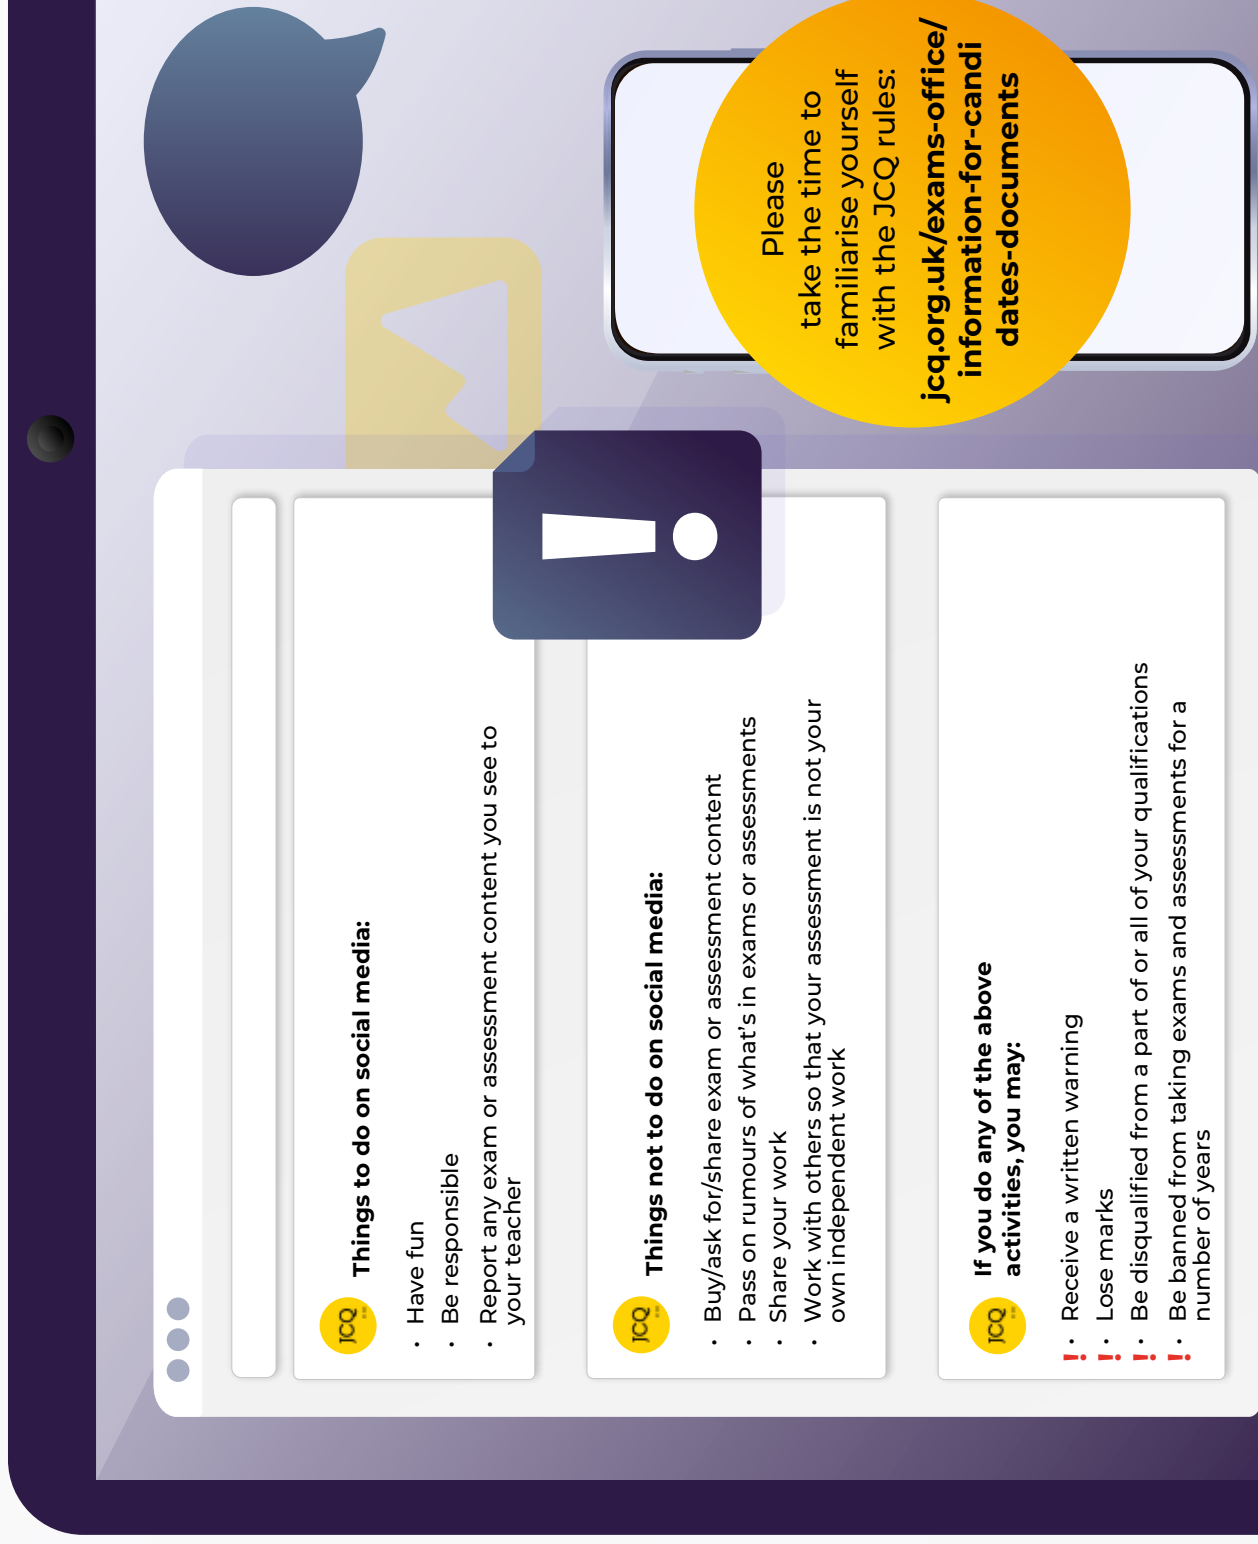 JCQ
Things to do on social media:
• Have fun
• Be responsible
• Report any exam or assessment content you see to
your teacher
JCQ
Things not to do on social media:
• Buy/ask for/share exam or assessment content
• Pass on rumours of what's in exams or assessments
• Share your work
• Work with others so that your assessment is not your
own independent work
JCQ
If you do any of the above
activities, you may:
! • Receive a written warning
! • Lose marks
! • Be disqualified from a part of or all of your qualifications
! • Be banned from taking exams and assessments for a
number of years
!
Please
take the time to
familiarise yourself
with the JCQ rules:
jcq.org.uk/exams-office/
information-for-candi
dates-documents